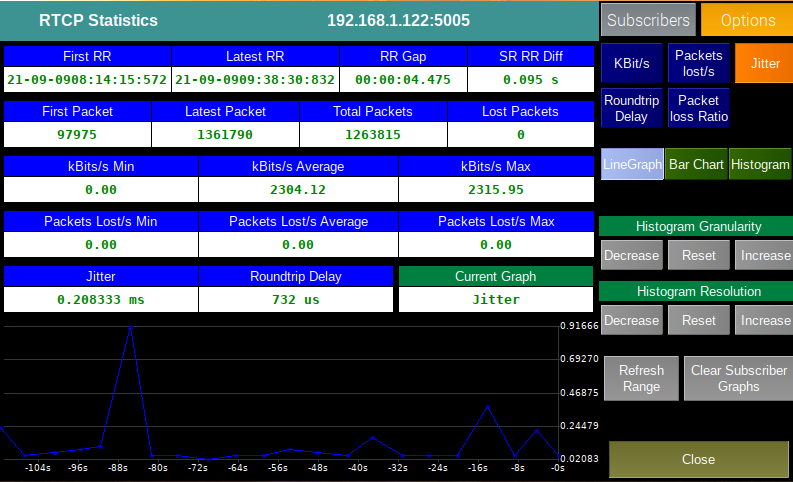 RTCP Statistics 192.168.1.122:5005
Subscribers Options
First RR Latest RR RR Gap SR RR Diff
21-09-0908:14:15:572 21-09-0909:38:30:832 00:00:04.475 0.095 s
KBit/s Packets lost/s Jitter
First Packet Latest Packet Total Packets Lost Packets
97975 1361790 1263815 0
Roundtrip Delay Packet loss Ratio
kBits/s Min kBits/s Average kBits/s Max
0.00 2304.12 2315.95
LineGraph Bar Chart Histogram
Packets Lost/s Min Packets Lost/s Average Packets Lost/s Max
0.00 0.00 0.00
Histogram Granularity
Decrease Reset Increase
Jitter Roundtrip Delay Current Graph
0.208333 ms 732 us Jitter
Histogram Resolution
Decrease Reset Increase
0.91666
0.69270
0.46875
0.24479
0.02083
-104s -96s -88s -80s -72s -64s -56s -48s -40s -32s -24s -16s -8s -0s
Refresh Range
Clear Subscriber Graphs
Close